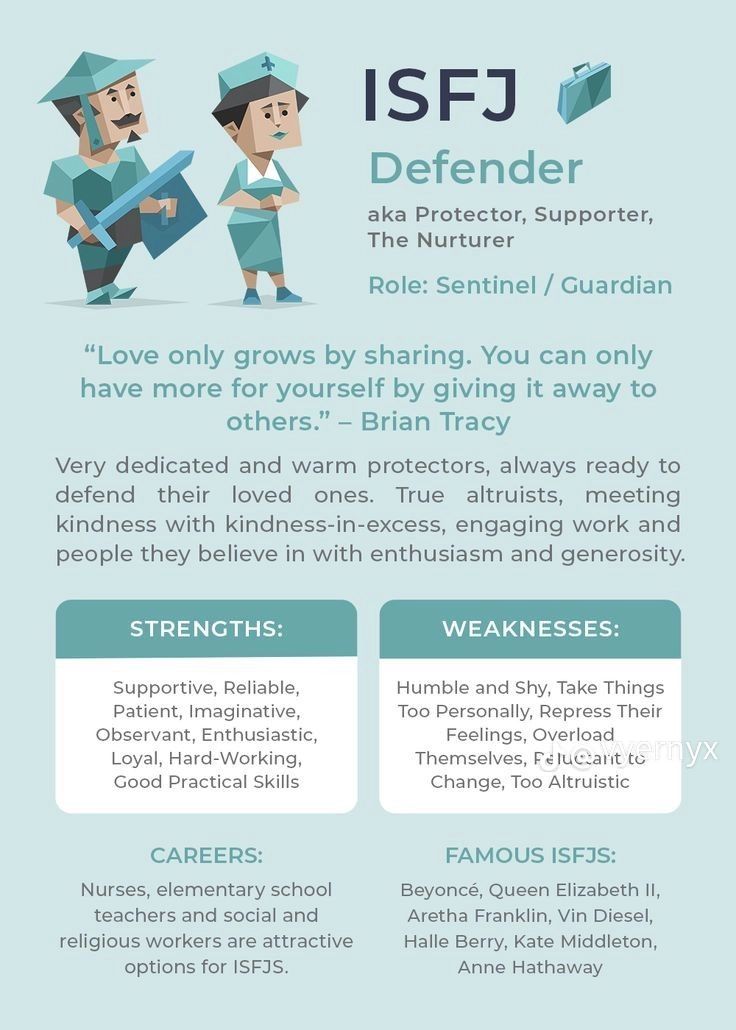 ISFJ
Defender
aka Protector, Supporter,
The Nurturer
Role: Sentinel / Guardian
“Love only grows by sharing. You can only
have more for yourself by giving it away to
others.” – Brian Tracy
Very dedicated and warm protectors, always ready to
defend their loved ones. True altruists, meeting
kindness with kindness-in-excess, engaging work and
people they believe in with enthusiasm and generosity.
STRENGTHS:
Supportive, Reliable,
Patient, Imaginative,
Observant, Enthusiastic,
Loyal, Hard-Working,
Good Practical Skills
WEAKNESSES:
Humble and Shy, Take Things
Too Personally, Repress Their
Feelings, Overload
Themselves, Reluctant to
Change, Too Altruistic
vyernyx
CAREERS:
Nurses, elementary school
teachers and social and
religious workers are attractive
options for ISFJS.
FAMOUS ISFJS:
Beyoncé, Queen Elizabeth II,
Aretha Franklin, Vin Diesel,
Halle Berry, Kate Middleton,
Anne Hathaway